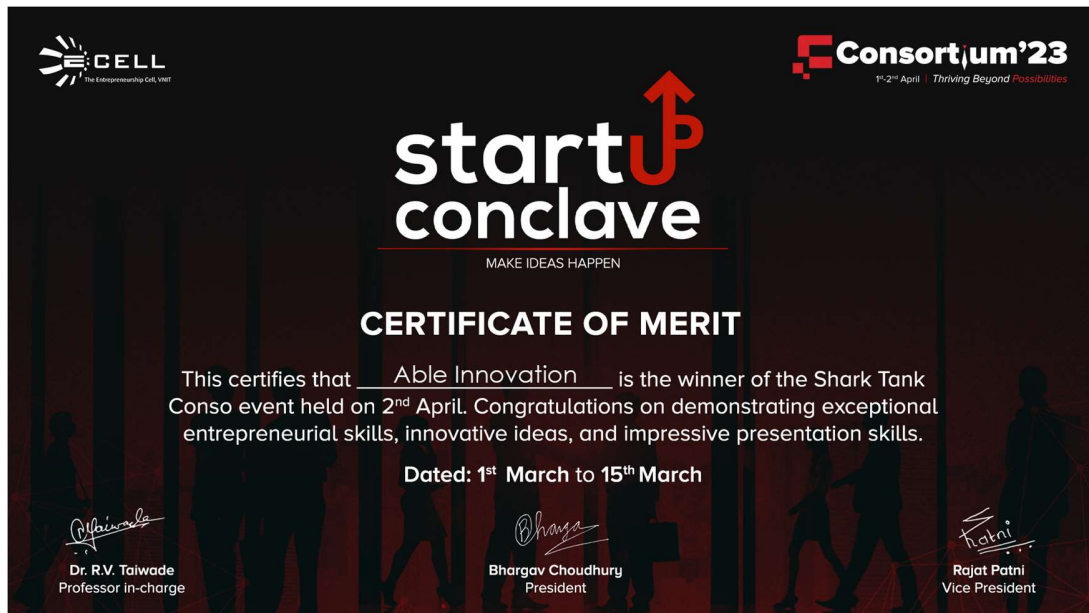 E-CELL
The Entrepreneurship Cell, VNIT
Consortium'23
1st-2nd April | Thriving Beyond Possibilities
startUP
conclave
MAKE IDEAS HAPPEN
CERTIFICATE OF MERIT
This certifies that Able Innovation is the winner of the Shark Tank
Conso event held on 2nd April. Congratulations on demonstrating exceptional
entrepreneurial skills, innovative ideas, and impressive presentation skills.
Dated: 1st March to 15th March
Dr. R.V. Taiwade
Professor in-charge
Bhargav Choudhury
President
Rajat Patni
Vice President